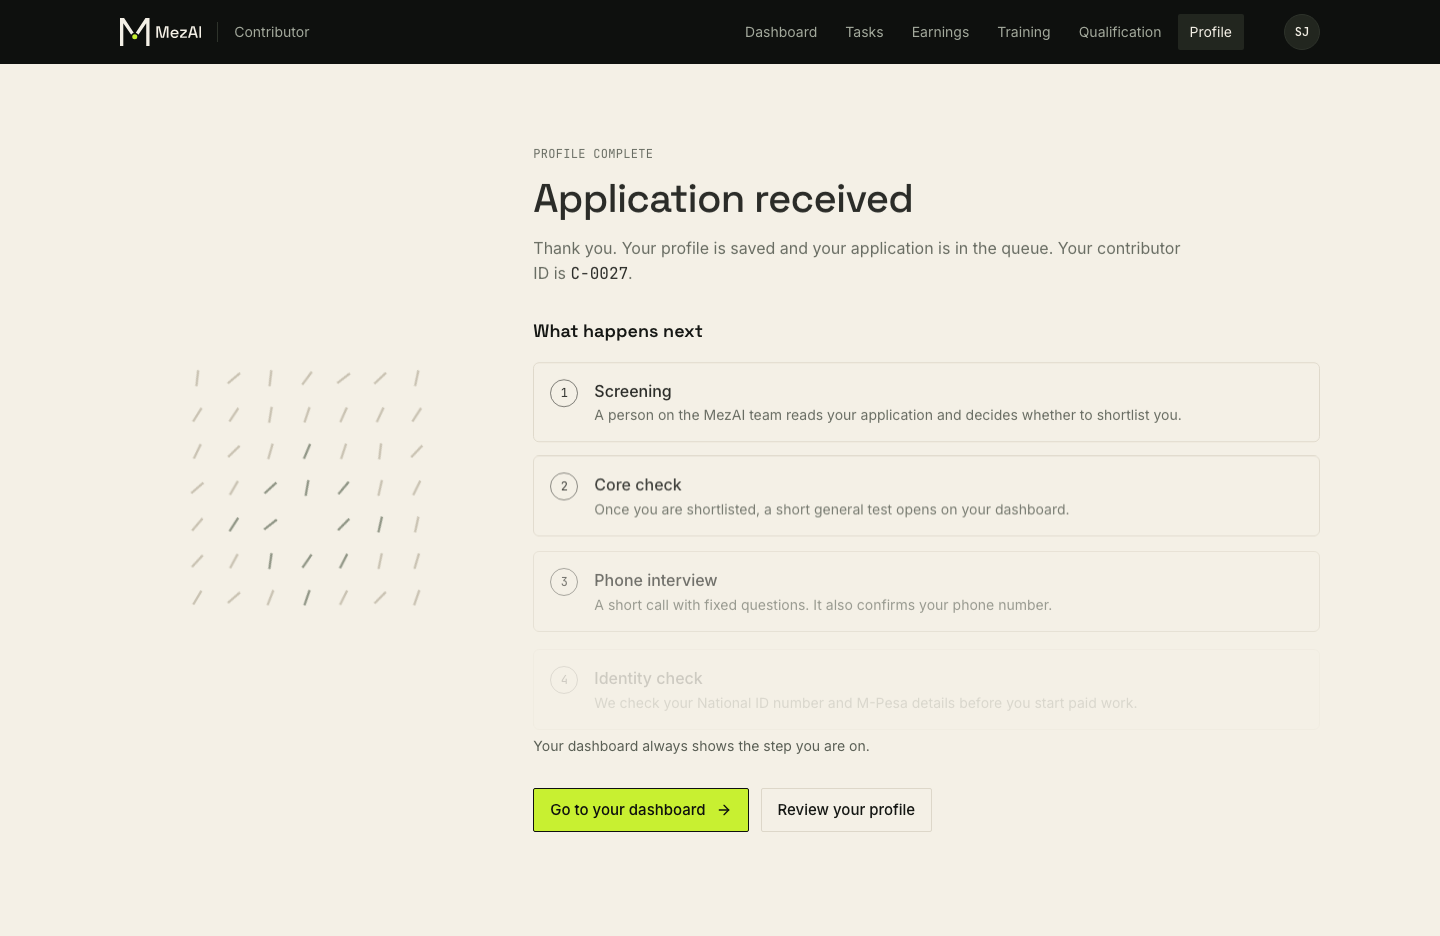 MezAI
Contributor
Dashboard
Tasks
Earnings
Training
Qualification
Profile
SJ
PROFILE COMPLETE
Application received
Thank you. Your profile is saved and your application is in the queue. Your contributor
ID is C-0027.
What happens next
1
Screening
A person on the MezAI team reads your application and decides whether to shortlist you.
2
Core check
Once you are shortlisted, a short general test opens on your dashboard.
3
Phone interview
A short call with fixed questions. It also confirms your phone number.
4
Identity check
We check your National ID number and M-Pesa details before you start paid work.
Your dashboard always shows the step you are on.
Go to your dashboard →
Review your profile